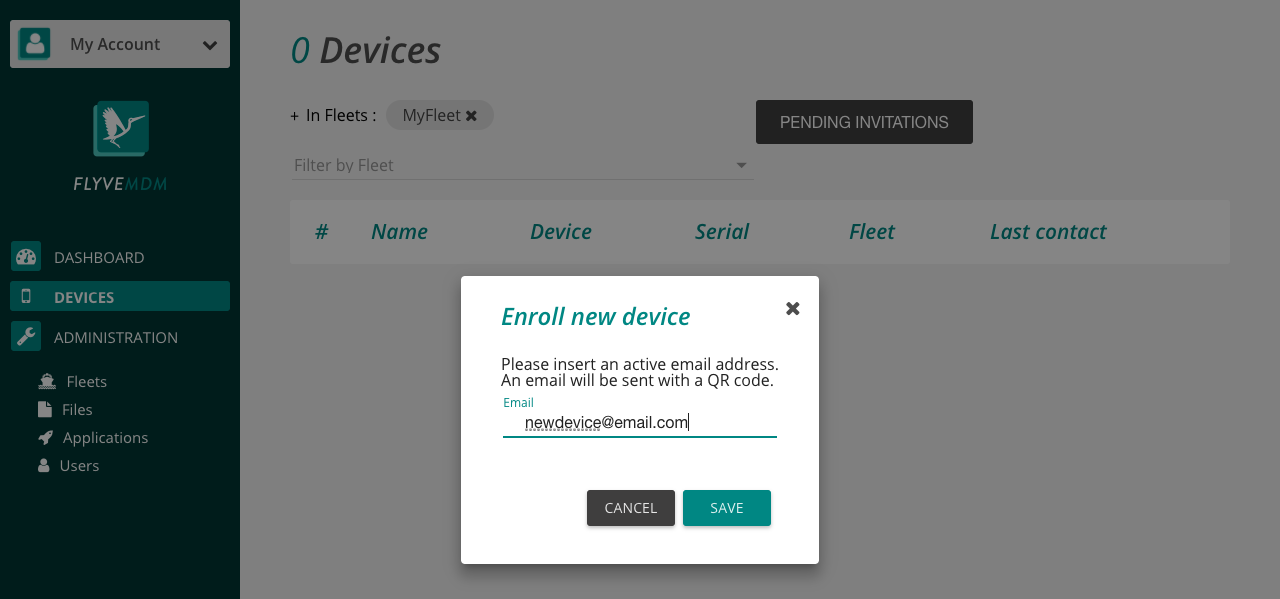 My Account
FLYVEMDM
DASHBOARD
DEVICES
ADMINISTRATION
Fleets
Files
Applications
Users
0 Devices
+ In Fleets : MyFleet ✖
PENDING INVITATIONS
Filter by Fleet
# Name Device Serial Fleet Last contact
Enroll new device ✖
Please insert an active email address.
An email will be sent with a QR code.
Email
newdevice@email.com
CANCEL SAVE